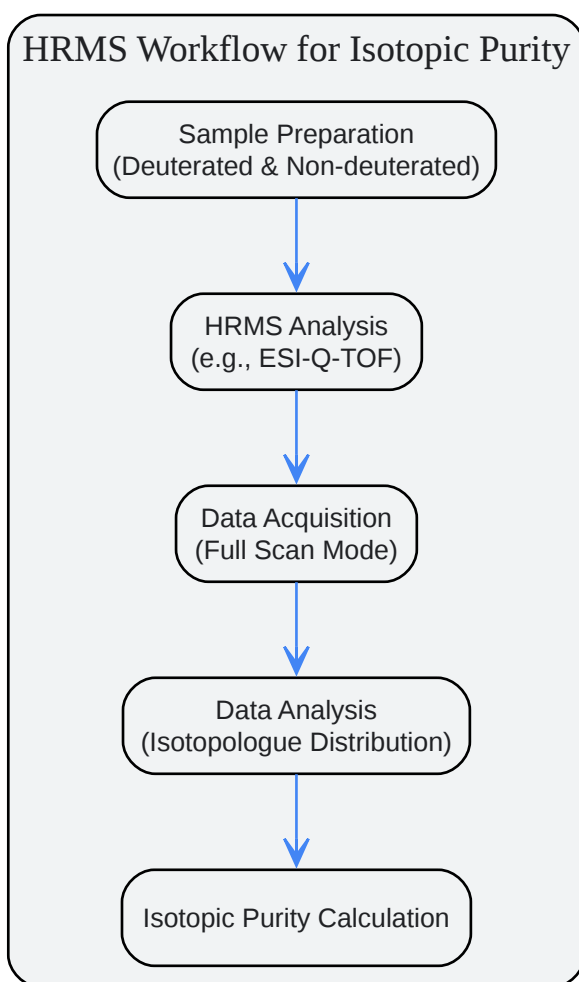 HRMS Workflow for Isotopic Purity
Sample Preparation
(Deuterated & Non-deuterated)
HRMS Analysis
(e.g., ESI-Q-TOF)
Data Acquisition
(Full Scan Mode)
Data Analysis
(Isotopologue Distribution)
Isotopic Purity Calculation